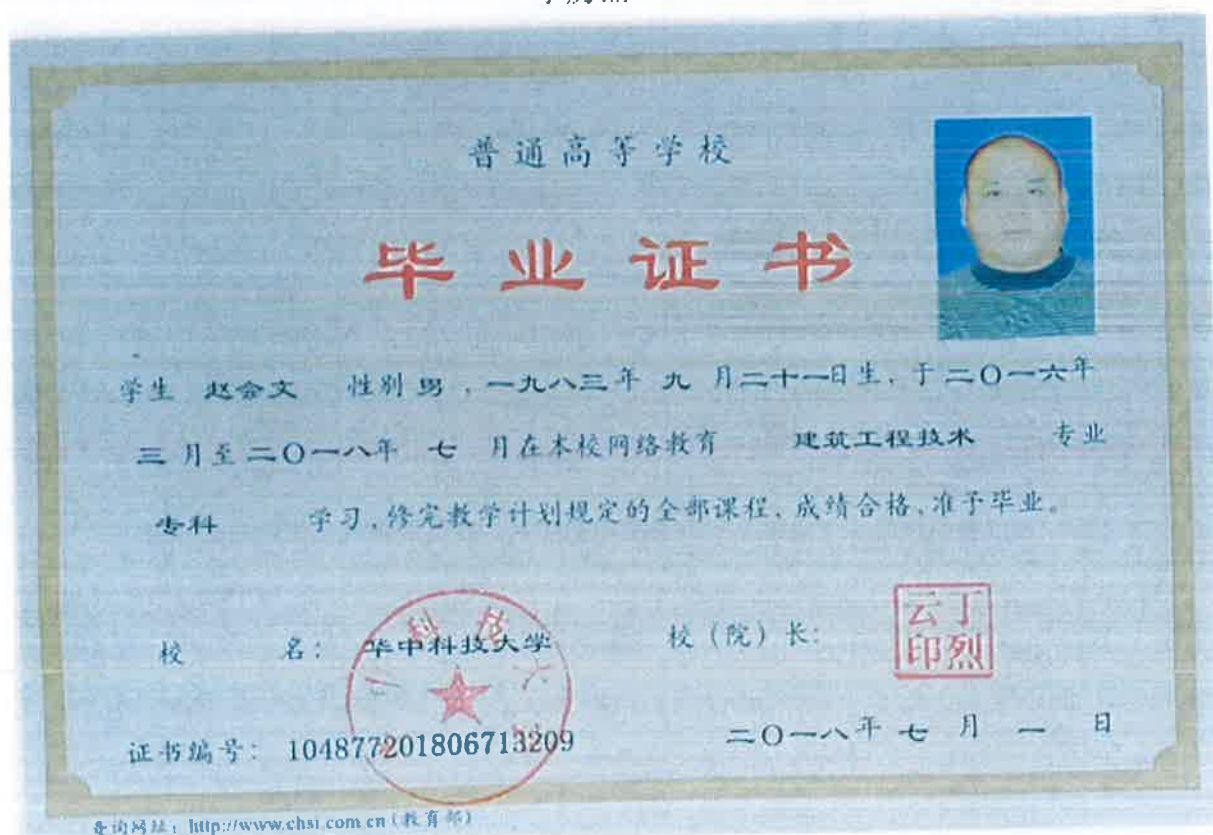 普通高等学校
毕业证书
学生 赵会文 性别 男 ,一九八三年 九 月二十一日生, 于二〇一六年
三 月至二〇一八年 七 月在本校网络教育 建筑工程技术 专业
专科 学习,修完教学计划规定的全部课程,成绩合格,准予毕业。
校 名: 华中科技大学 校(院)长: 丁烈云印
证书编号: 104877201806713209 二〇一八年 七 月 一 日
查询网址: http://www.chsi.com.cn(教育部)